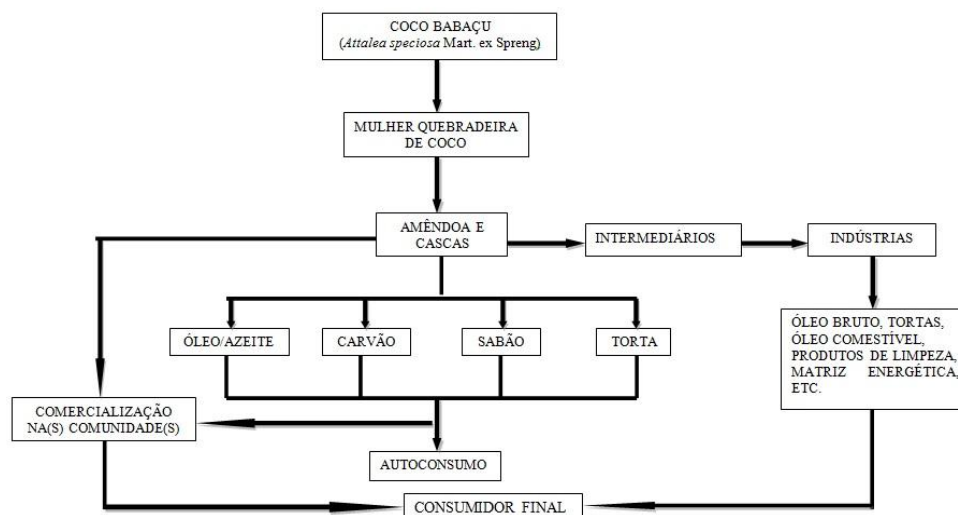 COCO BABAÇU
(Attalea speciosa Mart. ex Spreng)
MULHER QUEBRADEIRA
DE COCO
AMÊNDOA E
CASCAS
INTERMEDIÁRIOS
INDÚSTRIAS
ÓLEO/AZEITE
CARVÃO
SABÃO
TORTA
ÓLEO BRUTO, TORTAS,
ÓLEO COMESTÍVEL,
PRODUTOS DE LIMPEZA,
MATRIZ ENERGÉTICA,
ETC.
COMERCIALIZAÇÃO
NA(S) COMUNIDADE(S)
AUTOCONSUMO
CONSUMIDOR FINAL